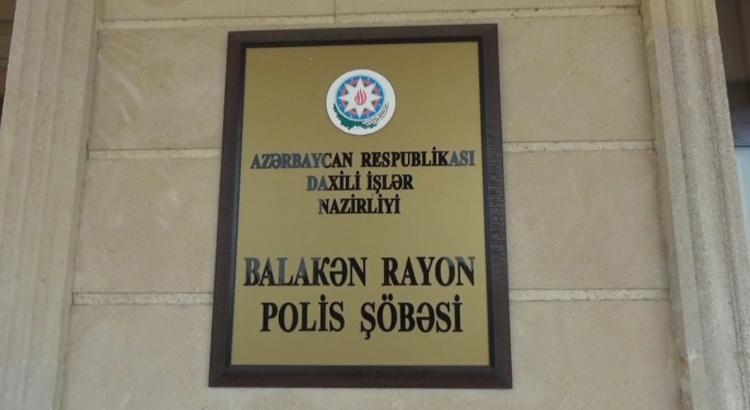 AZƏRBAYCAN RESPUBLİKASI
DAXİLİ İŞLƏR
NAZİRLİYİ
BALAKƏN RAYON
POLİS ŞÖBƏSİ